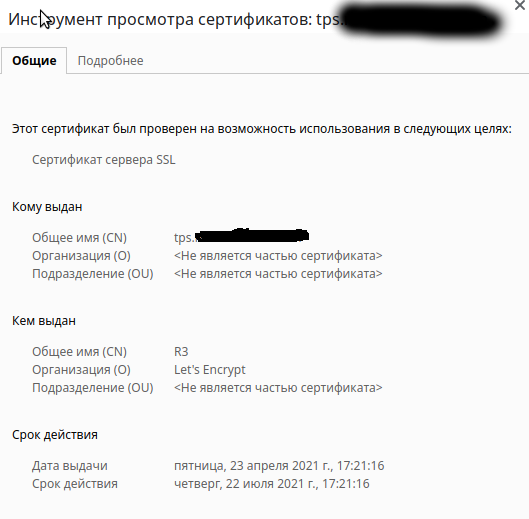 Инструмент просмотра сертификатов: tps.
Общие
Подробнее
Этот сертификат был проверен на возможность использования в следующих целях:
Сертификат сервера SSL
Кому выдан
Общее имя (CN) tps.
Организация (O) <Не является частью сертификата>
Подразделение (OU) <Не является частью сертификата>
Кем выдан
Общее имя (CN) R3
Организация (O) Let's Encrypt
Подразделение (OU) <Не является частью сертификата>
Срок действия
Дата выдачи пятница, 23 апреля 2021 г., 17:21:16
Срок действия четверг, 22 июля 2021 г., 17:21:16